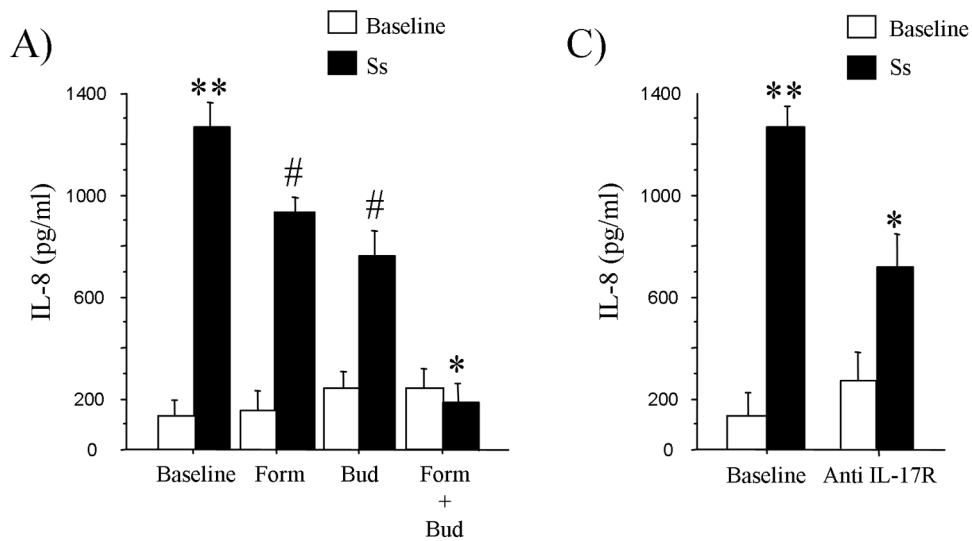 A)
Baseline
Ss
IL-8 (pg/ml)
1400
1000
600
200
0
**
#
#
*
Baseline
Form
Bud
Form
+
Bud
C)
Baseline
Ss
IL-8 (pg/ml)
1400
1000
600
200
0
**
*
Baseline
Anti IL-17R